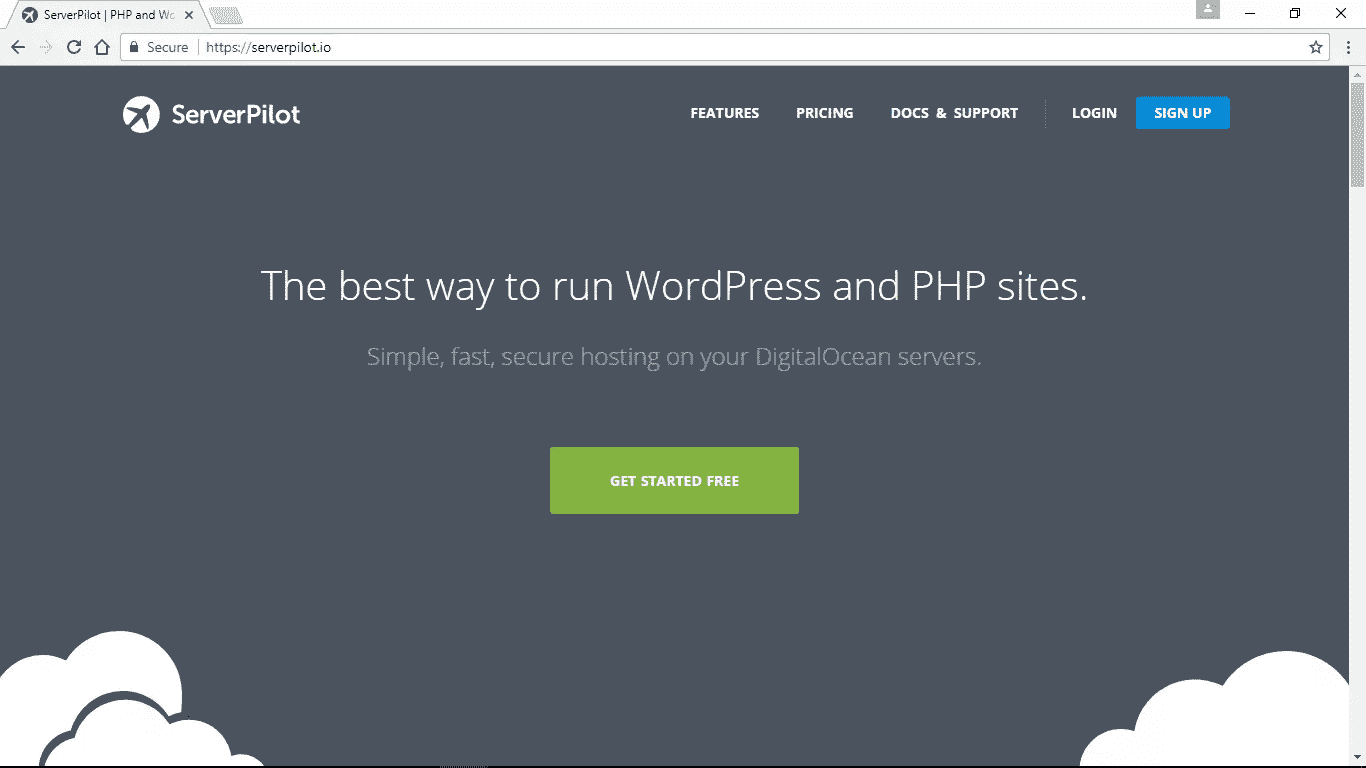 ServerPilot | PHP and Wo
Secure https://serverpilot.io
ServerPilot FEATURES PRICING DOCS & SUPPORT LOGIN SIGN UP
The best way to run WordPress and PHP sites.
Simple, fast, secure hosting on your DigitalOcean servers.
GET STARTED FREE